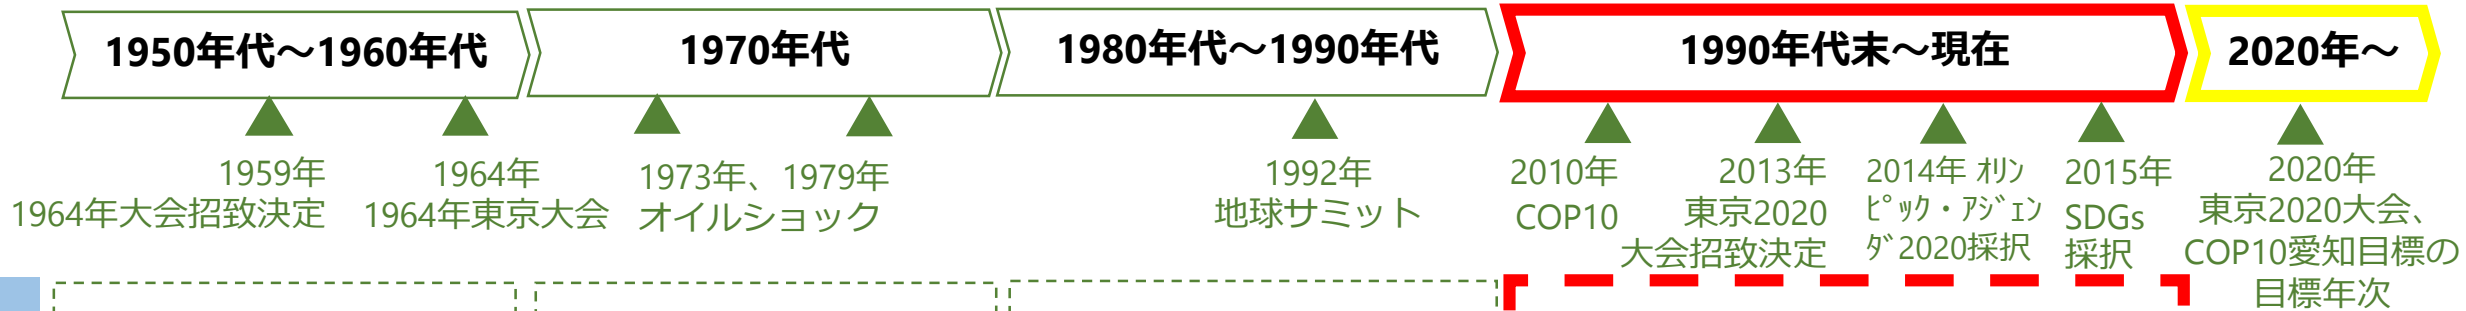 1950年代～1960年代
1970年代
1980年代～1990年代
1990年代末～現在
2020年～
1959年
1964年大会招致決定
1964年
1964年東京大会
1973年、1979年
オイルショック
1992年
地球サミット
2010年
COP10
2013年
東京2020
大会招致決定
2014年 ｵﾘﾝ
ﾋﾟｯｸ・ｱｼﾞｪﾝ
ﾀﾞ2020採択
2015年
SDGs
採択
2020年
東京2020大会、
COP10愛知目標の
目標年次